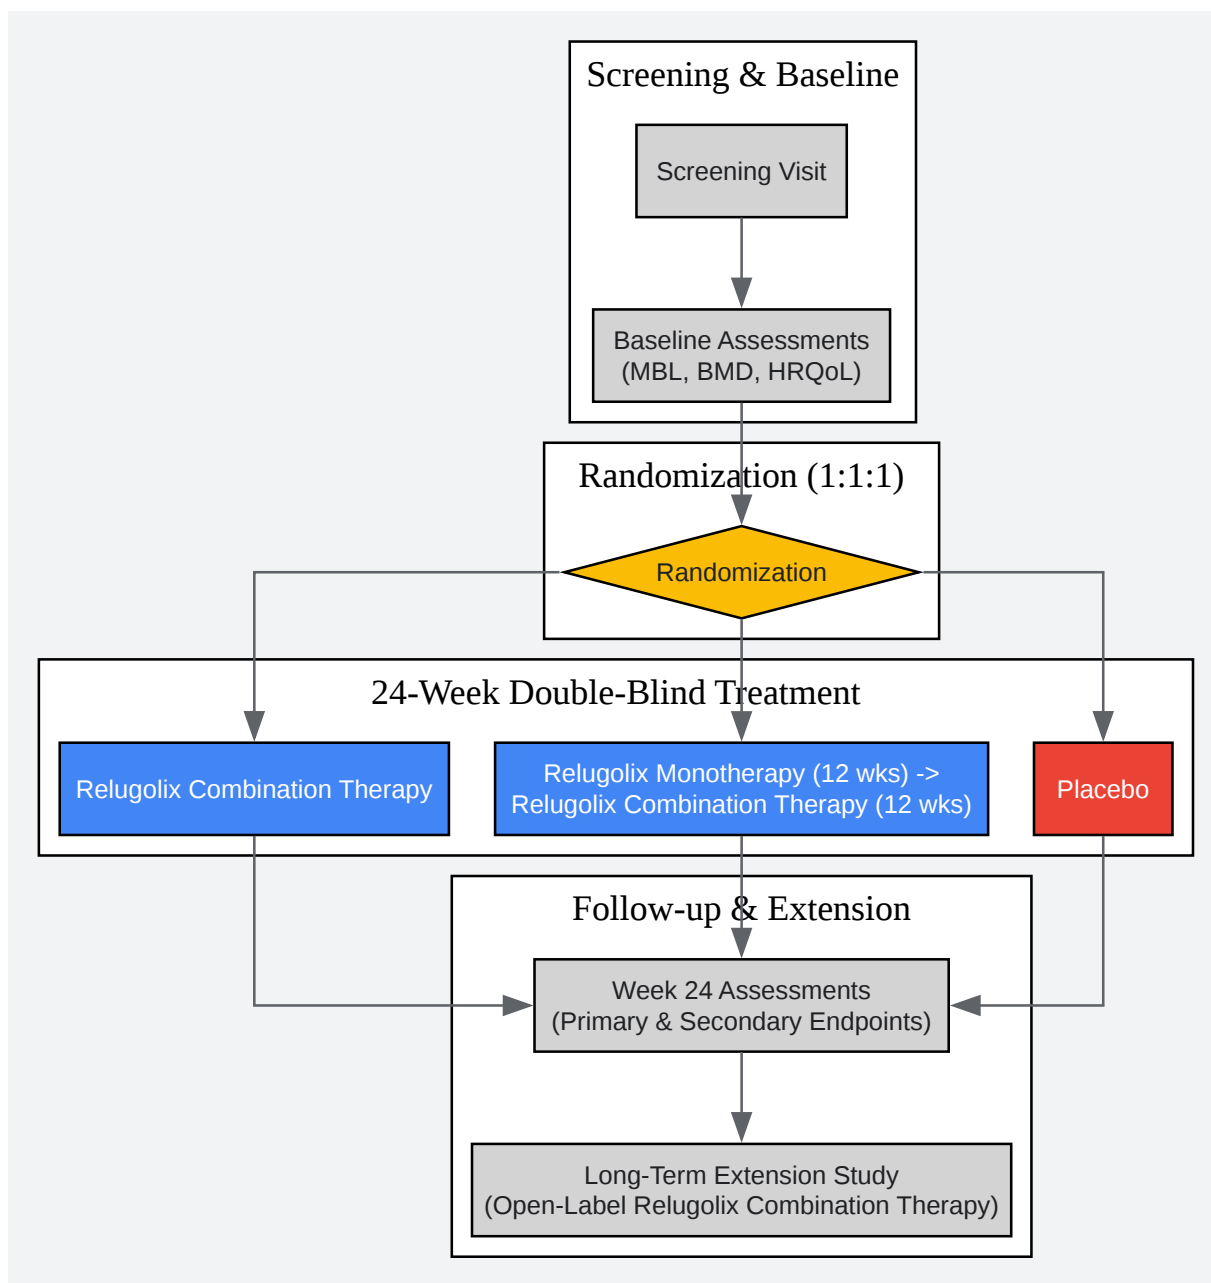 Screening & Baseline
Screening Visit
Baseline Assessments
(MBL, BMD, HRQoL)
Randomization (1:1:1)
Randomization
24-Week Double-Blind Treatment
Relugolix Combination Therapy
Relugolix Monotherapy (12 wks) ->
Relugolix Combination Therapy (12 wks)
Placebo
Follow-up & Extension
Week 24 Assessments
(Primary & Secondary Endpoints)
Long-Term Extension Study
(Open-Label Relugolix Combination Therapy)